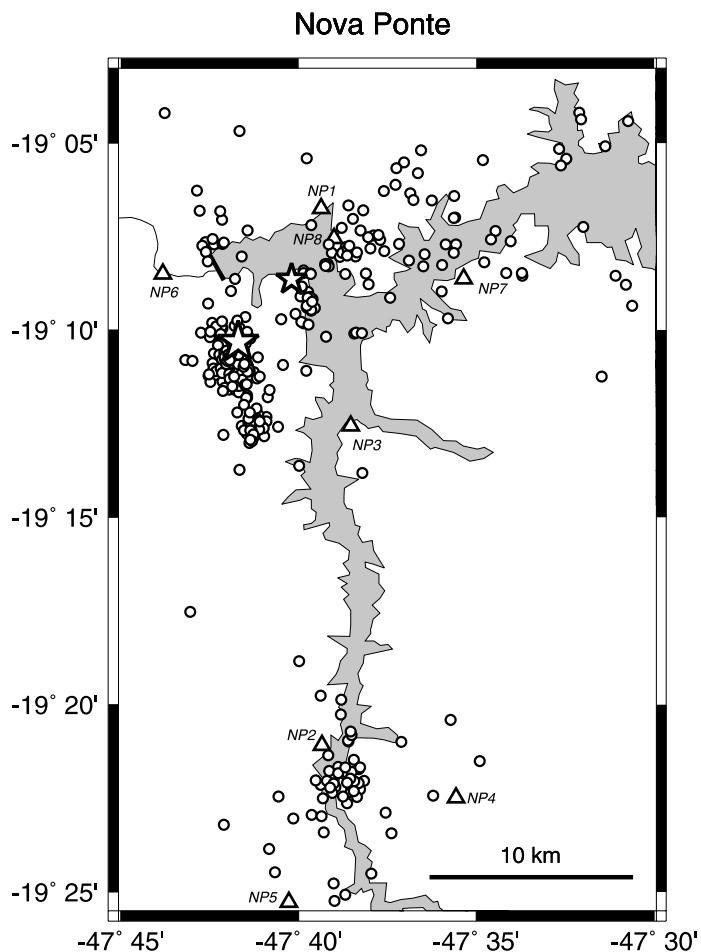 Nova Ponte
-19° 05'
NP1
NP8
NP6
NP7
-19° 10'
NP3
-19° 15'
-19° 20'
NP2
NP4
10 km
-19° 25'
NP5
-47° 45'
-47° 40'
-47° 35'
-47° 30'